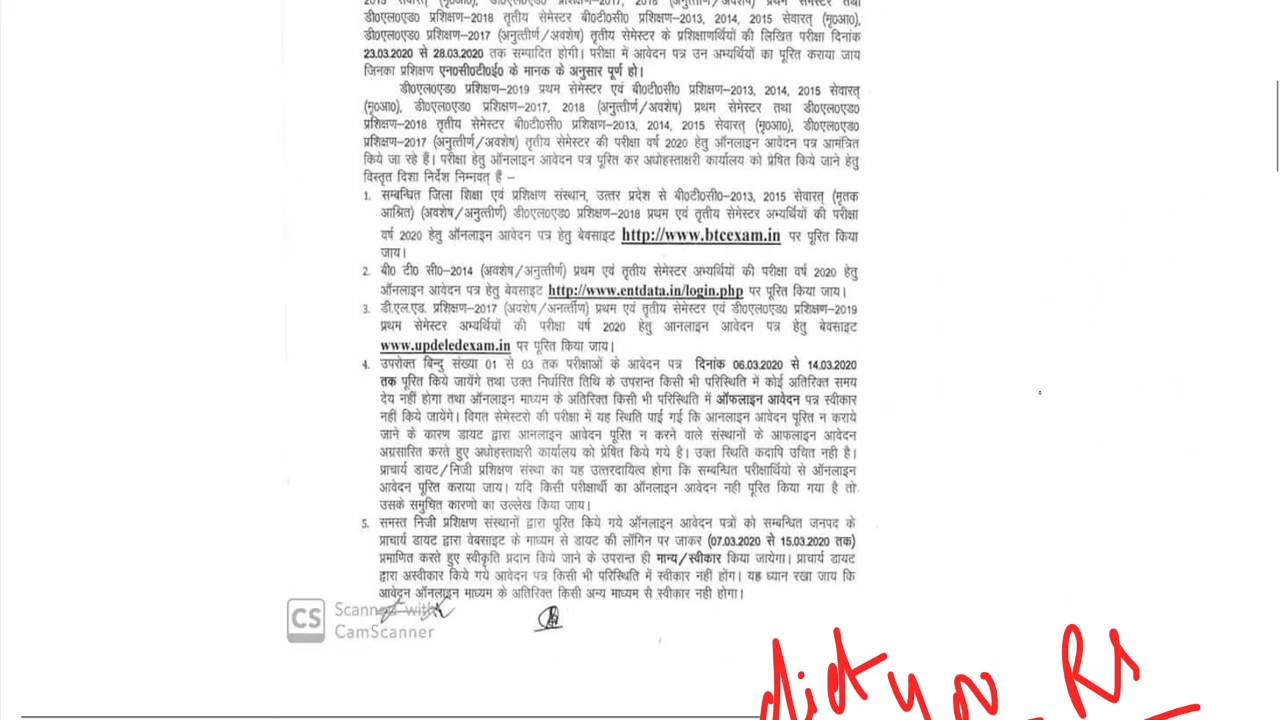 2015 सेवारत् (मृ0आ0), डी0एल0एड0 प्रशिक्षण-2017, 2018 (अनुत्तीर्ण/अवशेष) प्रथम सेमेस्टर तथा
डी0एल0एड0 प्रशिक्षण-2018 तृतीय सेमेस्टर बी0टी0सी0 प्रशिक्षण-2013, 2014, 2015 सेवारत् (मृ0आ0),
डी0एल0एड0 प्रशिक्षण-2017 (अनुत्तीर्ण/अवशेष) तृतीय सेमेस्टर के प्रशिक्षणर्थियों की लिखित परीक्षा दिनांक
23.03.2020 से 28.03.2020 तक सम्पादित होगी। परीक्षा में आवेदन पत्र उन अभ्यर्थियों का पूरित कराया जाय
जिनका प्रशिक्षण एन0सी0टी0ई0 के मानक के अनुसार पूर्ण हो।
डी0एल0एड0 प्रशिक्षण-2019 प्रथम सेमेस्टर एवं बी0टी0सी0 प्रशिक्षण-2013, 2014, 2015 सेवारत्
(मृ0आ0), डी0एल0एड0 प्रशिक्षण-2017, 2018 (अनुत्तीर्ण/अवशेष) प्रथम सेमेस्टर तथा डी0एल0एड0
प्रशिक्षण-2018 तृतीय सेमेस्टर बी0टी0सी0 प्रशिक्षण-2013, 2014, 2015 सेवारत् (मृ0आ0), डी0एल0एड0
प्रशिक्षण-2017 (अनुत्तीर्ण/अवशेष) तृतीय सेमेस्टर की परीक्षा वर्ष 2020 हेतु ऑनलाइन आवेदन पत्र आमंत्रित
किये जा रहे हैं। परीक्षा हेतु ऑनलाइन आवेदन पत्र पूरित कर अधोहस्ताक्षरी कार्यालय को प्रेषित किये जाने हेतु
विस्तृत दिशा निर्देश निम्नवत् हैं –
1. सम्बन्धित जिला शिक्षा एवं प्रशिक्षण संस्थान, उत्तर प्रदेश से बी0टी0सी0-2013, 2015 सेवारत् (मृतक
आश्रित) (अवशेष/अनुत्तीर्ण) डी0एल0एड0 प्रशिक्षण-2018 प्रथम एवं तृतीय सेमेस्टर अभ्यर्थियों की परीक्षा
वर्ष 2020 हेतु ऑनलाइन आवेदन पत्र हेतु बेवसाइट http://www.btcexam.in पर पूरित किया
जाय।
2. बी0 टी0 सी0-2014 (अवशेष/अनुत्तीर्ण) प्रथम एवं तृतीय सेमेस्टर अभ्यर्थियों की परीक्षा वर्ष 2020 हेतु
ऑनलाइन आवेदन पत्र हेतु बेवसाइट http://www.entdata.in/login.php पर पूरित किया जाय।
3. डी.एल.एड. प्रशिक्षण-2017 (अवशेष/अनर्त्तीण) प्रथम एवं तृतीय सेमेस्टर एवं डी0एल0एड0 प्रशिक्षण-2019
प्रथम सेमेस्टर अभ्यर्थियों की परीक्षा वर्ष 2020 हेतु आनलाइन आवेदन पत्र हेतु बेवसाइट
www.updeledexam.in पर पूरित किया जाय।
4. उपरोक्त बिन्दु संख्या 01 से 03 तक परीक्षाओं के आवेदन पत्र दिनांक 06.03.2020 से 14.03.2020
तक पूरित किये जायेंगे तथा उक्त निर्धारित तिथि के उपरान्त किसी भी परिस्थिति में कोई अतिरिक्त समय
देय नहीं होगा तथा ऑनलाइन माध्यम के अतिरिक्त किसी भी परिस्थिति में ऑफलाइन आवेदन पत्र स्वीकार
नहीं किये जायेंगे। विगत सेमेस्टरो की परीक्षा में यह स्थिति पाई गई कि आनलाइन आवेदन पूरित न कराये
जाने के कारण डायट द्वारा आनलाइन आवेदन पूरित न करने वाले संस्थानों के आफलाइन आवेदन
अग्रसारित करते हुए अधोहस्ताक्षरी कार्यालय को प्रेषित किये गये है। उक्त स्थिति कदापि उचित नही है।
प्राचार्य डायट/निजी प्रशिक्षण संस्था का यह उत्तरदायित्व होगा कि सम्बन्धित परीक्षार्थियो से ऑनलाइन
आवेदन पूरित कराया जाय। यदि किसी परीक्षार्थी का ऑनलाइन आवेदन नही पूरित किया गया है तो
उसके समुचित कारणो का उल्लेख किया जाय।
5. समस्त निजी प्रशिक्षण संस्थानों द्वारा पूरित किये गये ऑनलाइन आवेदन पत्रों को सम्बन्धित जनपद के
प्राचार्य डायट द्वारा वेबसाइट के माध्यम से डायट की लॉगिन पर जाकर (07.03.2020 से 15.03.2020 तक)
प्रमाणित करते हुए स्वीकृति प्रदान किये जाने के उपरान्त ही मान्य/स्वीकार किया जायेगा। प्राचार्य डायट
द्वारा अस्वीकार किये गये आवेदन पत्र किसी भी परिस्थिति में स्वीकार नहीं होंग। यह ध्यान रखा जाय कि
आवेदन ऑनलाइन माध्यम के अतिरिक्त किसी अन्य माध्यम से स्वीकार नही होगा।
CS Scanned with
CamScanner